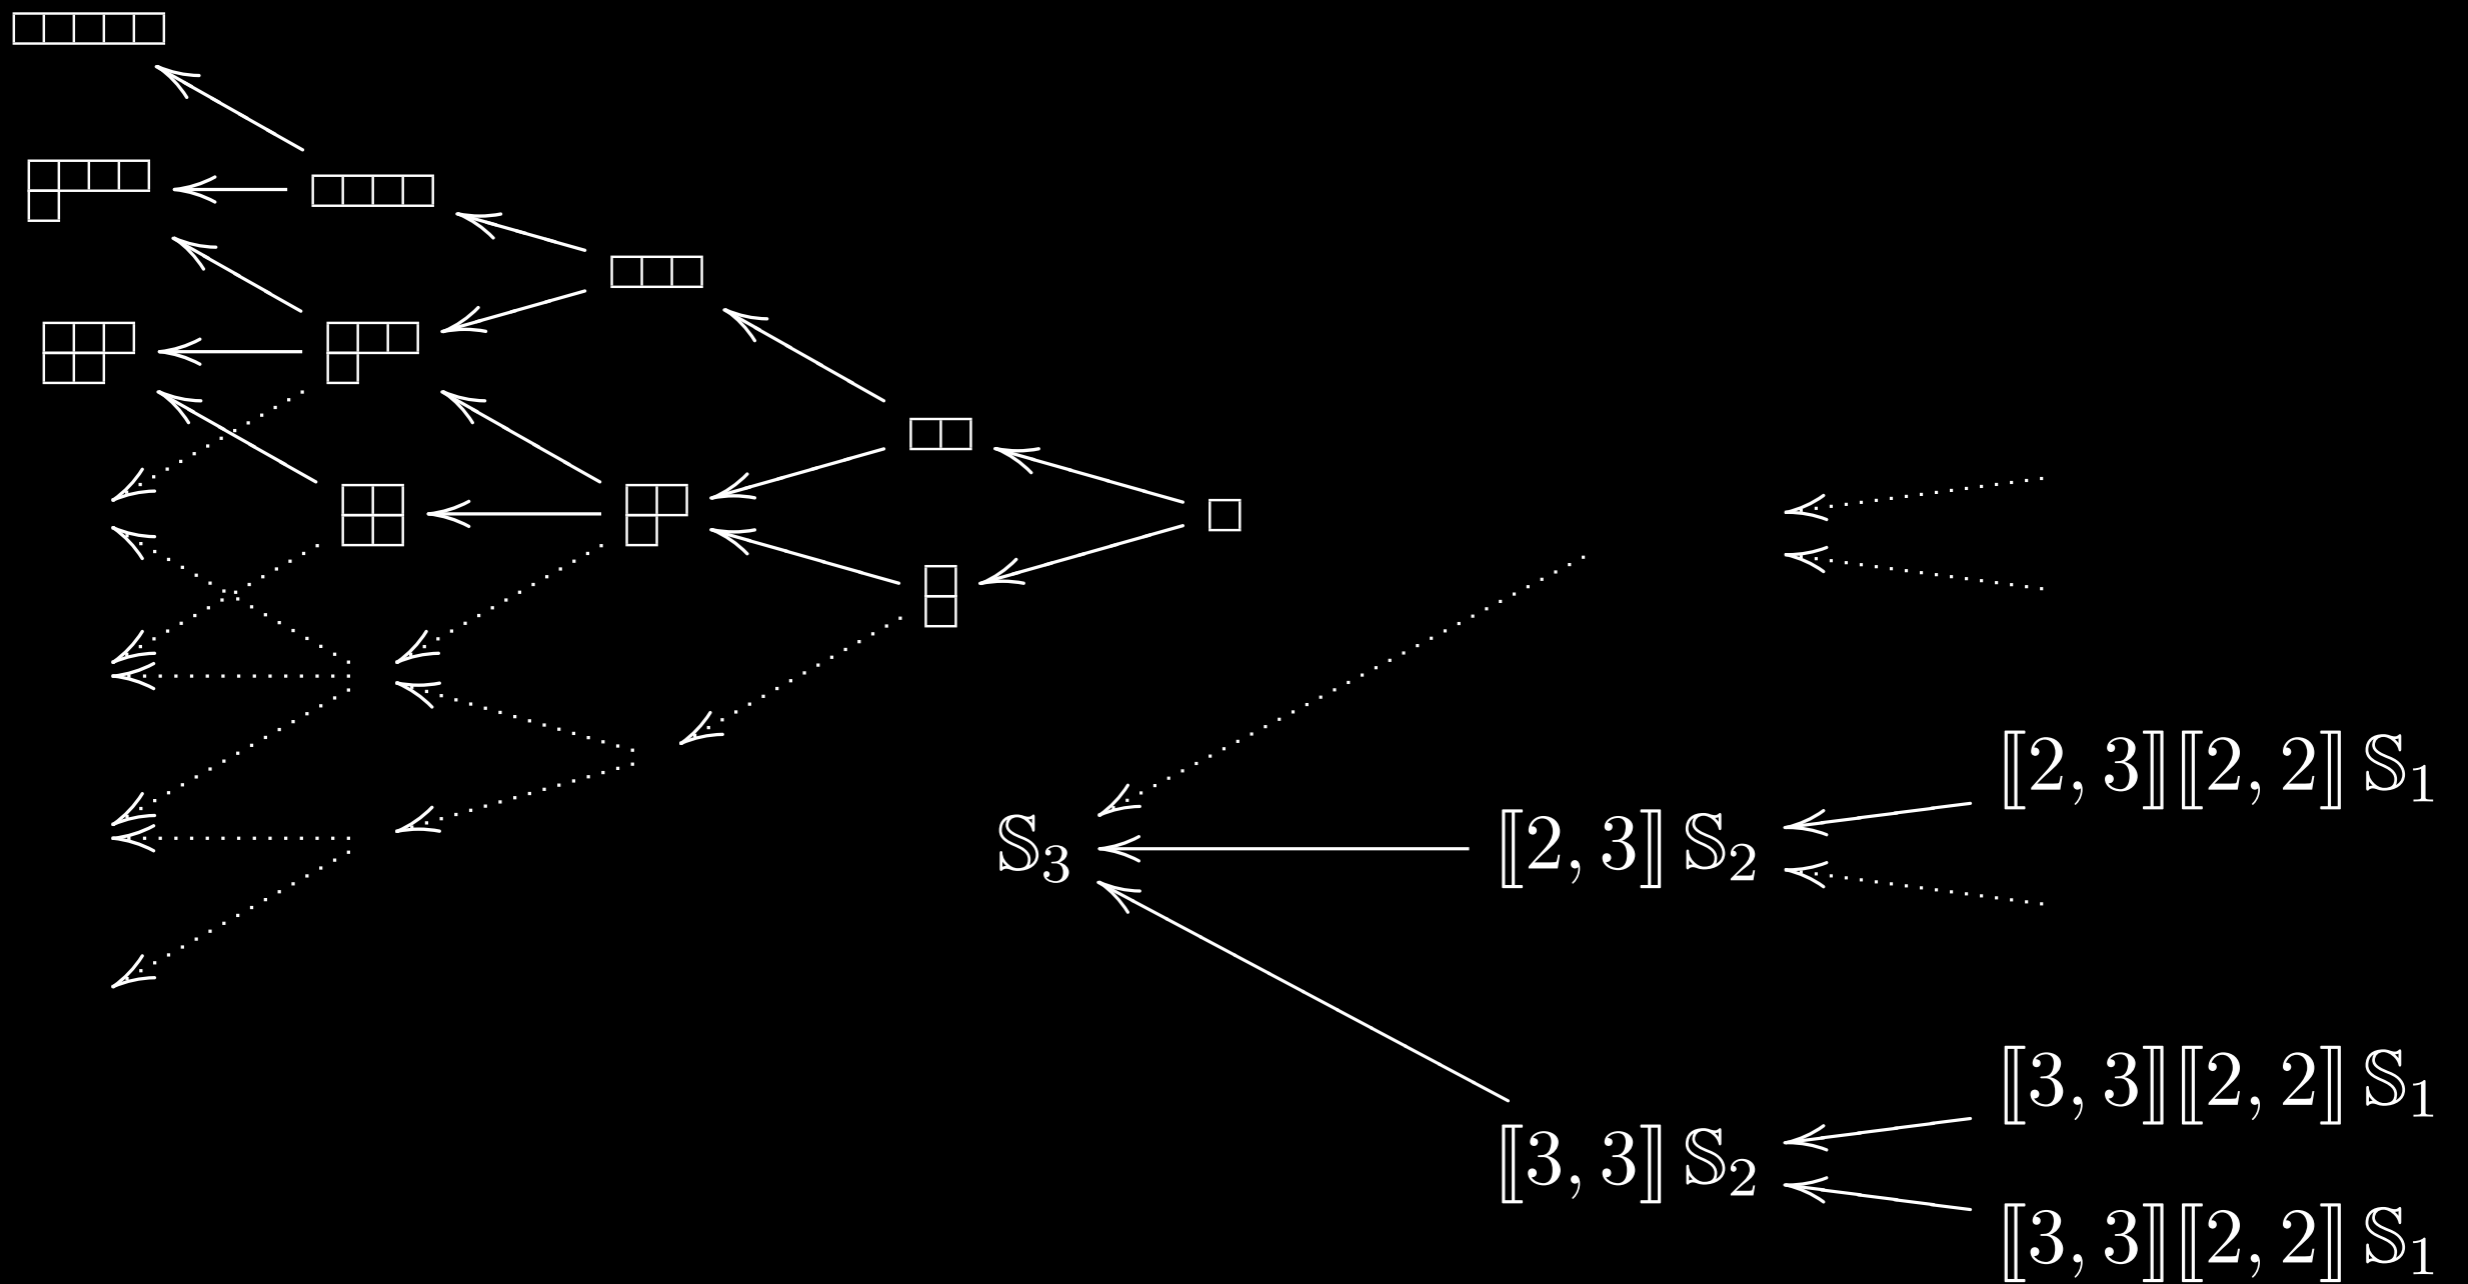 ⟦2, 3⟧⟦2, 2⟧ 𝕊₁
𝕊₃
⟦2, 3⟧ 𝕊₂
⟦3, 3⟧⟦2, 2⟧ 𝕊₁
⟦3, 3⟧ 𝕊₂
⟦3, 3⟧⟦2, 2⟧ 𝕊₁